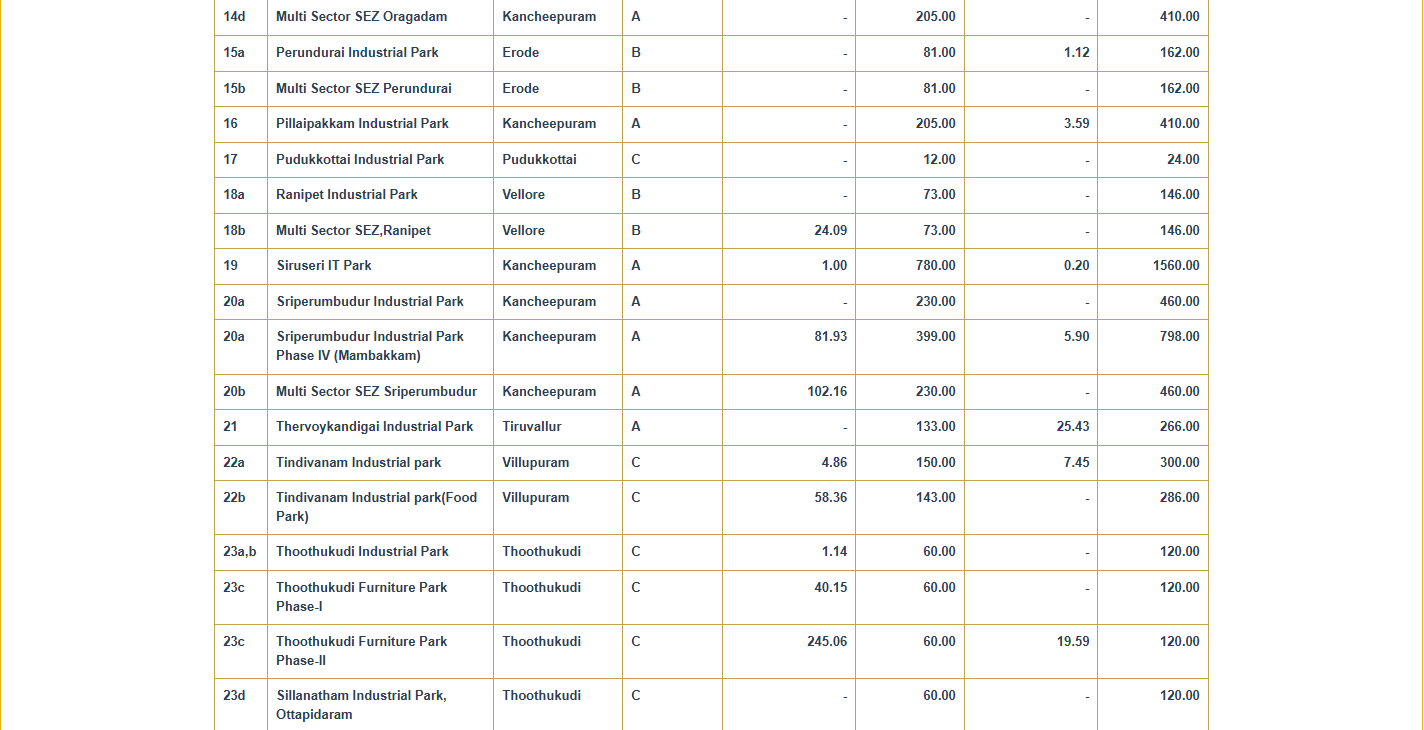 14d Multi Sector SEZ Oragadam Kancheepuram A - 205.00 - 410.00
15a Perundurai Industrial Park Erode B - 81.00 1.12 162.00
15b Multi Sector SEZ Perundurai Erode B - 81.00 - 162.00
16 Pillaipakkam Industrial Park Kancheepuram A - 205.00 3.59 410.00
17 Pudukkottai Industrial Park Pudukkottai C - 12.00 - 24.00
18a Ranipet Industrial Park Vellore B - 73.00 - 146.00
18b Multi Sector SEZ,Ranipet Vellore B 24.09 73.00 - 146.00
19 Siruseri IT Park Kancheepuram A 1.00 780.00 0.20 1560.00
20a Sriperumbudur Industrial Park Kancheepuram A - 230.00 - 460.00
20a Sriperumbudur Industrial Park Kancheepuram A 81.93 399.00 5.90 798.00
Phase IV (Mambakkam)
20b Multi Sector SEZ Sriperumbudur Kancheepuram A 102.16 230.00 - 460.00
21 Thervoykandigai Industrial Park Tiruvallur A - 133.00 25.43 266.00
22a Tindivanam Industrial park Villupuram C 4.86 150.00 7.45 300.00
22b Tindivanam Industrial park(Food Villupuram C 58.36 143.00 - 286.00
Park)
23a,b Thoothukudi Industrial Park Thoothukudi C 1.14 60.00 - 120.00
23c Thoothukudi Furniture Park Thoothukudi C 40.15 60.00 - 120.00
Phase-I
23c Thoothukudi Furniture Park Thoothukudi C 245.06 60.00 19.59 120.00
Phase-II
23d Sillanatham Industrial Park, Thoothukudi C - 60.00 - 120.00
Ottapidaram